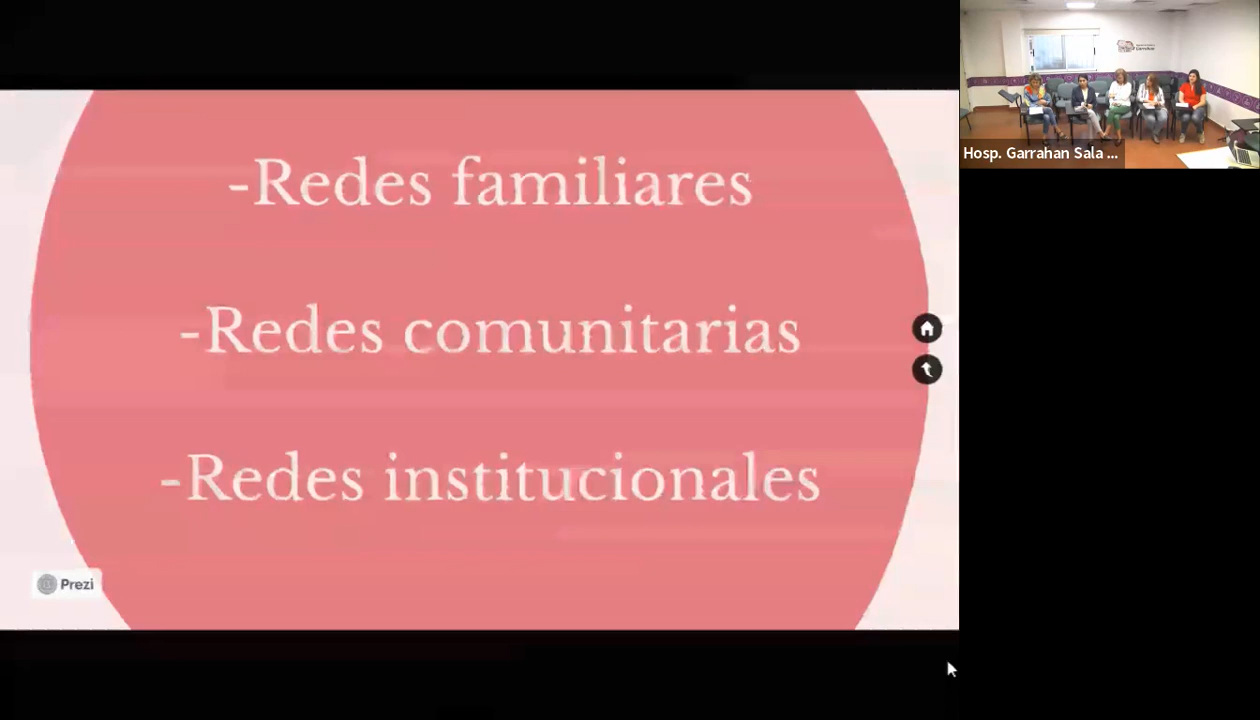 -Redes familiares
-Redes comunitarias
-Redes institucionales
Prezi
Hosp. Garrahan Sala ...